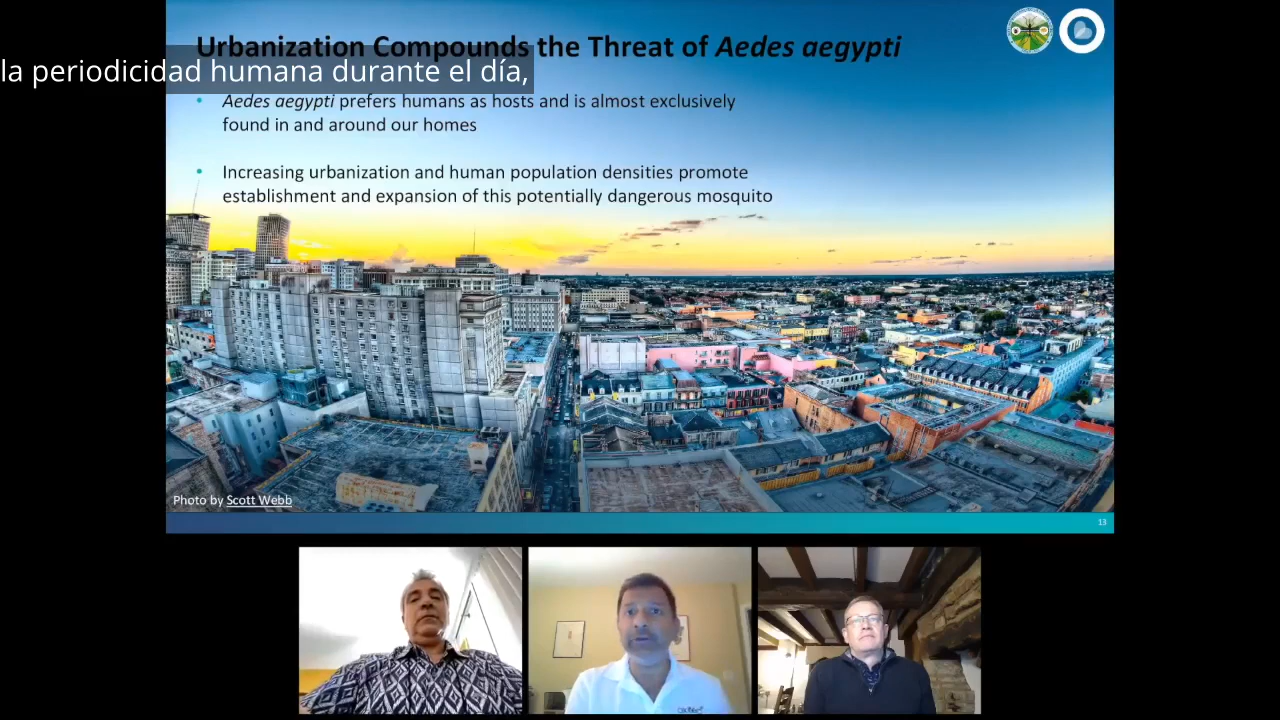 Urbanization Compounds the Threat of Aedes aegypti
la periodicidad humana durante el día,
• Aedes aegypti prefers humans as hosts and is almost exclusively
found in and around our homes
• Increasing urbanization and human population densities promote
establishment and expansion of this potentially dangerous mosquito
Photo by Scott Webb
13